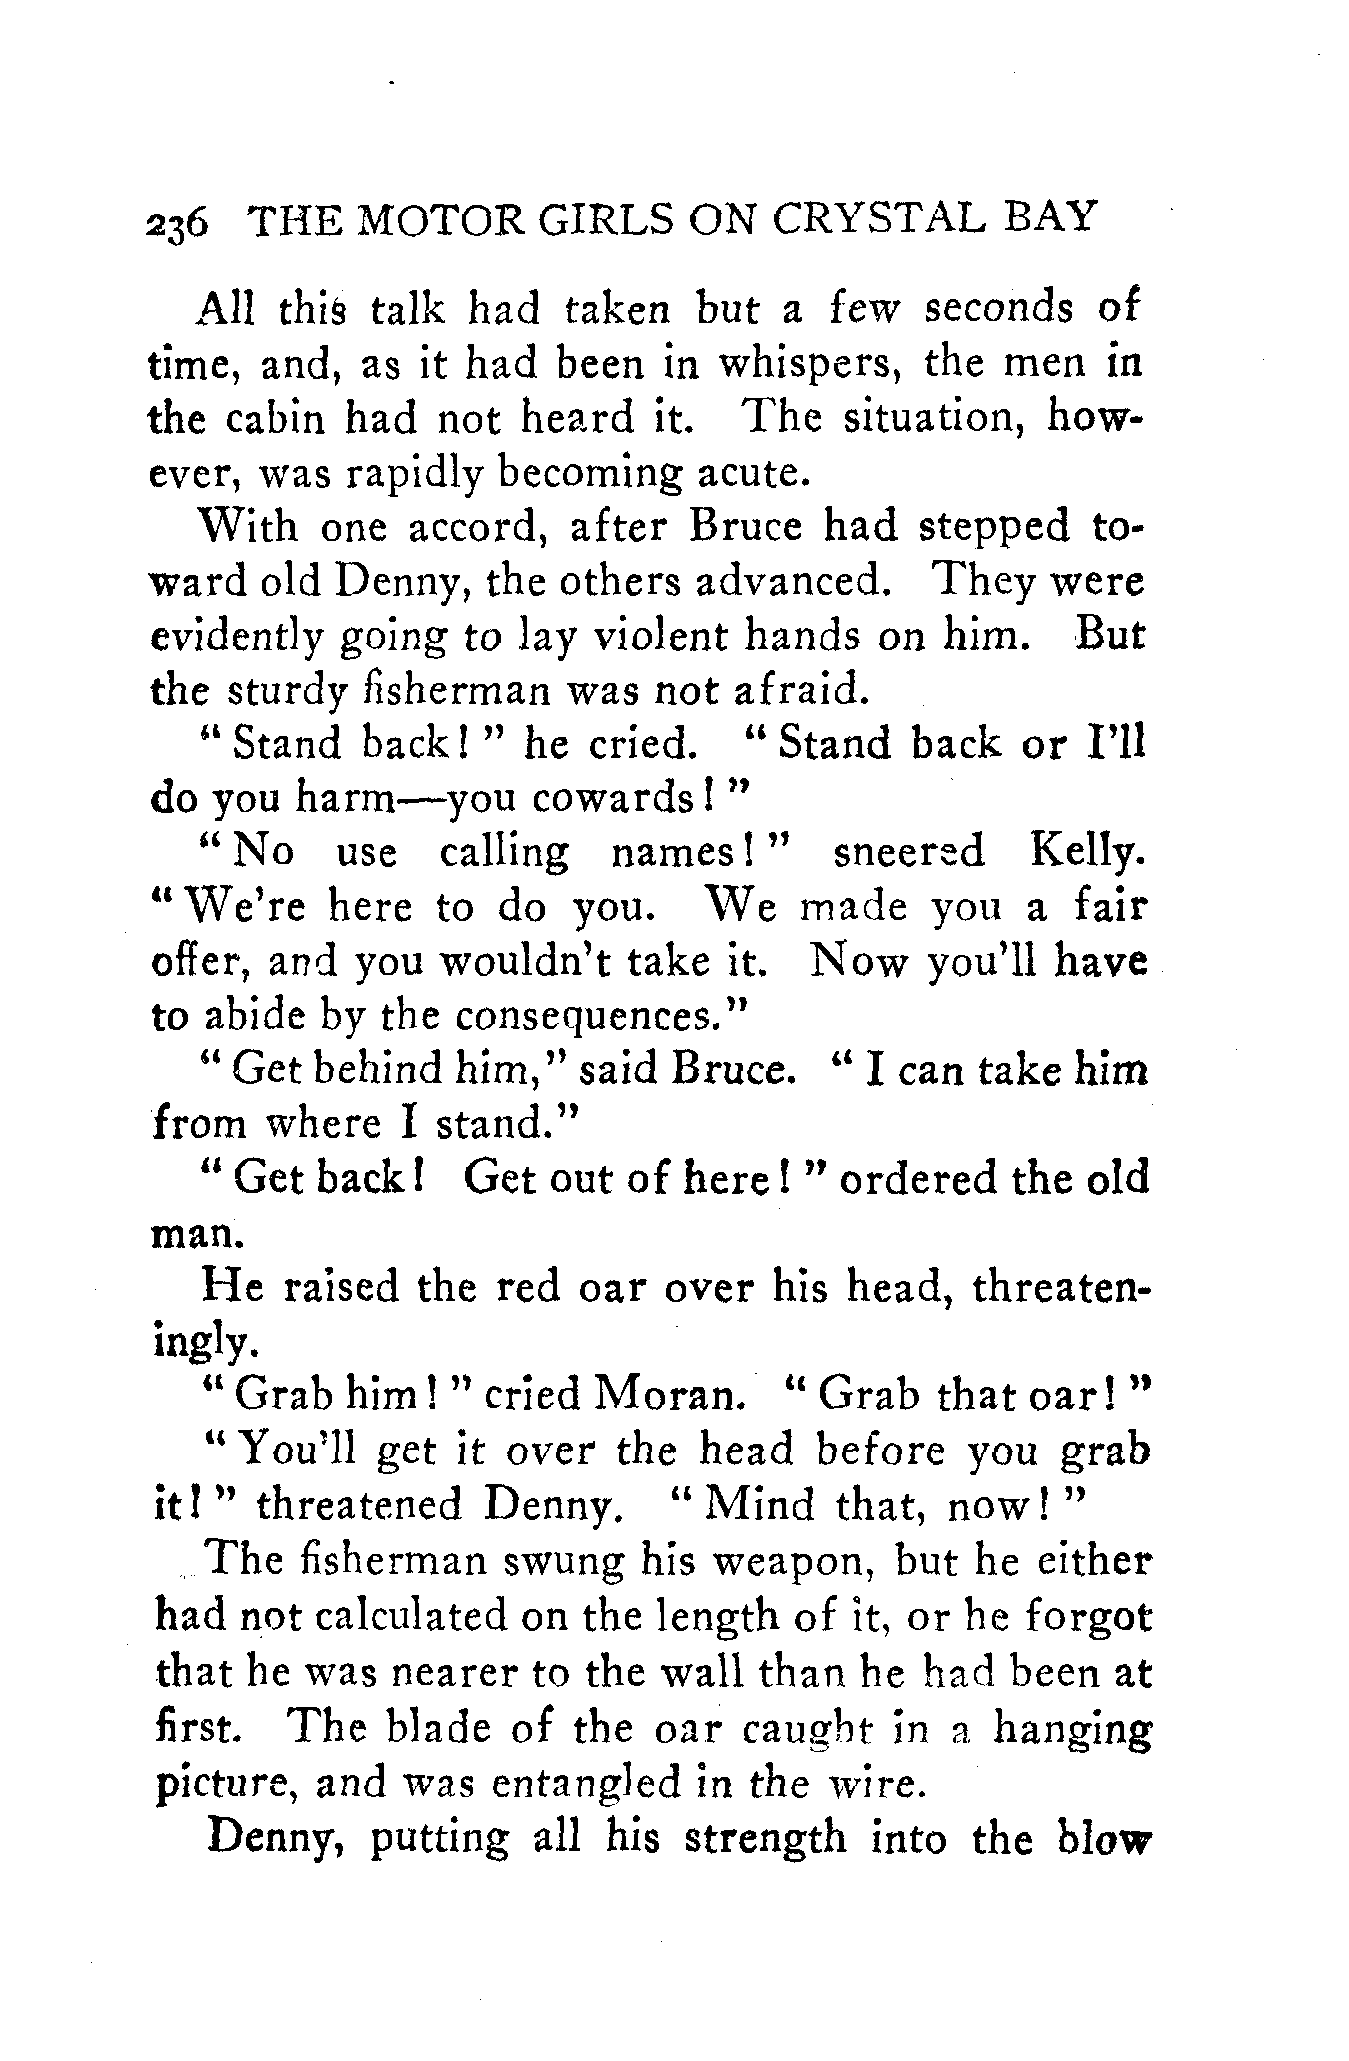 236 THE MOTOR GIRLS ON CRYSTAL BAY
All this talk had taken but a few seconds of
time, and, as it had been in whispers, the men in
the cabin had not heard it. The situation, how-
ever, was rapidly becoming acute.
With one accord, after Bruce had stepped to-
ward old Denny, the others advanced. They were
evidently going to lay violent hands on him. But
the sturdy fisherman was not afraid.
“ Stand back! ” he cried. “ Stand back or I’ll
do you harm—you cowards! ”
“ No use calling names! ” sneered Kelly.
“ We’re here to do you. We made you a fair
offer, and you wouldn’t take it. Now you’ll have
to abide by the consequences.”
“ Get behind him,” said Bruce. “ I can take him
from where I stand.”
“ Get back! Get out of here! ” ordered the old
man.
He raised the red oar over his head, threaten-
ingly.
“ Grab him! ” cried Moran. “ Grab that oar! ”
“ You’ll get it over the head before you grab
it! ” threatened Denny. “ Mind that, now! ”
The fisherman swung his weapon, but he either
had not calculated on the length of it, or he forgot
that he was nearer to the wall than he had been at
first. The blade of the oar caught in a hanging
picture, and was entangled in the wire.
Denny, putting all his strength into the blow